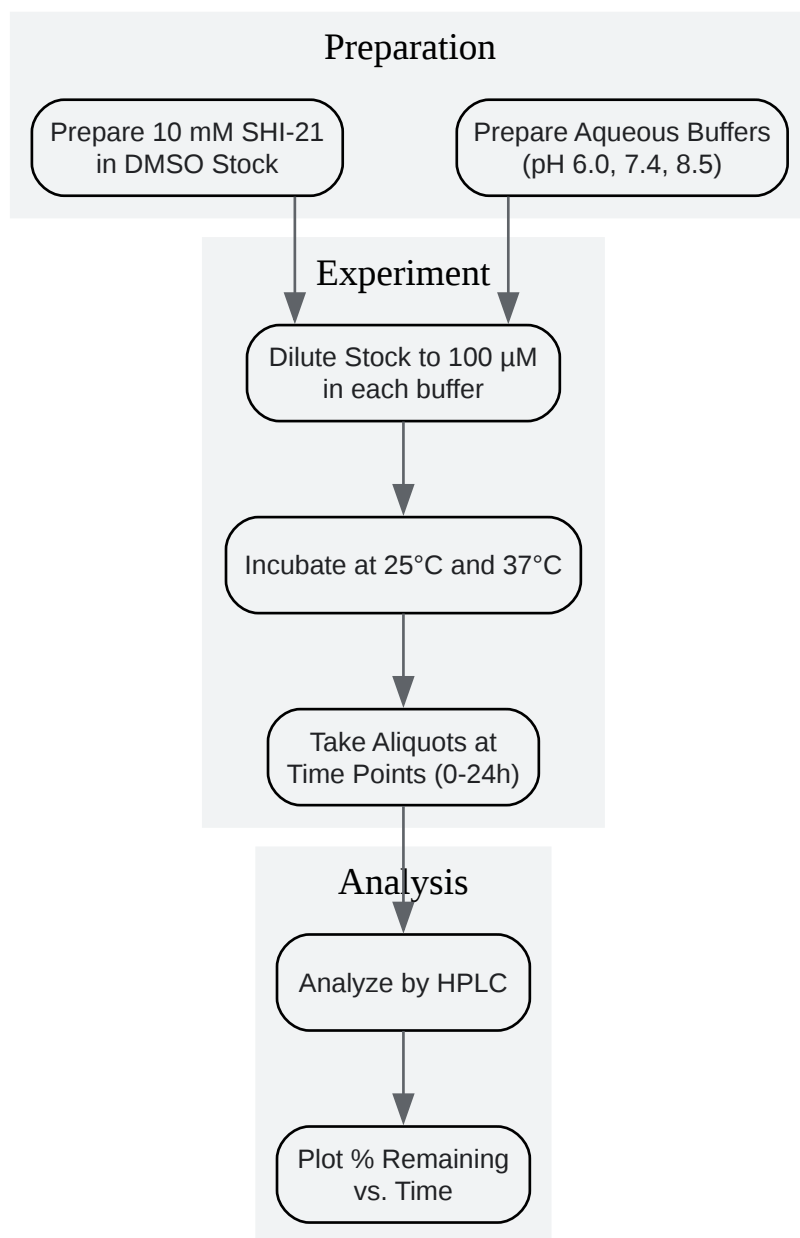 Preparation
Prepare 10 mM SHI-21
in DMSO Stock
Prepare Aqueous Buffers
(pH 6.0, 7.4, 8.5)
Experiment
Dilute Stock to 100 µM
in each buffer
Incubate at 25°C and 37°C
Take Aliquots at
Time Points (0-24h)
Analysis
Analyze by HPLC
Plot % Remaining
vs. Time